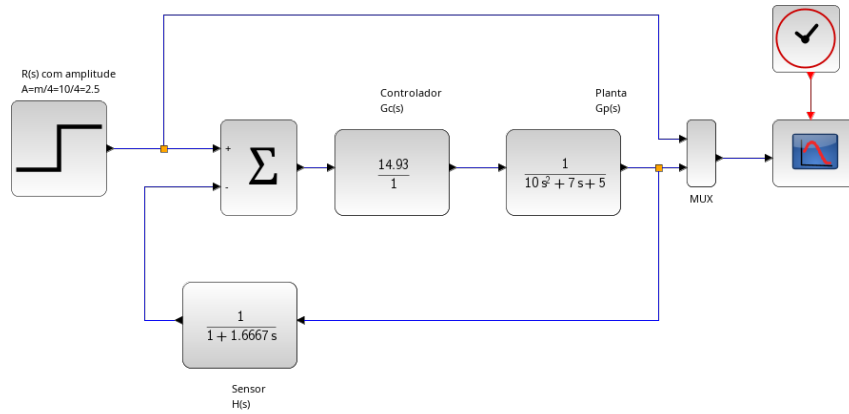 R(s) com amplitude
A=m/4=10/4=2.5
Controlador
Gc(s)
Planta
Gp(s)
+
-
Σ
14.93
1
1
10 s² + 7 s + 5
MUX
1
1 + 1.6667 s
Sensor
H(s)